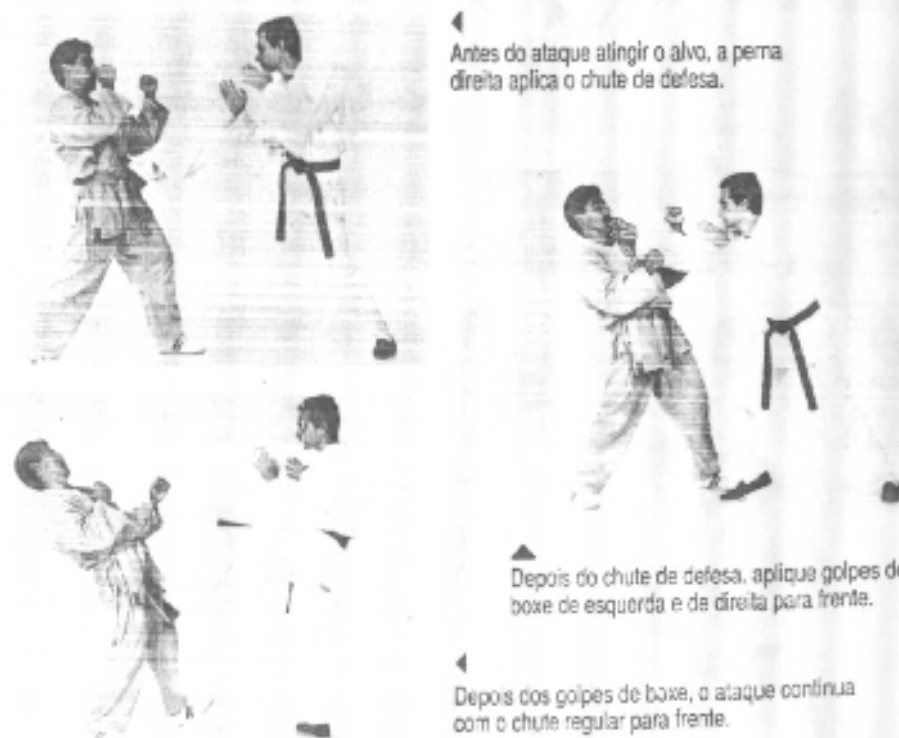 Antes do ataque atingir o alvo, a perna
direita aplica o chute de defesa.
Depois do chute de defesa, aplique golpes de
boxe de esquerda e de direita para frente.
Depois dos golpes de boxe, o ataque continua
com o chute regular para frente.